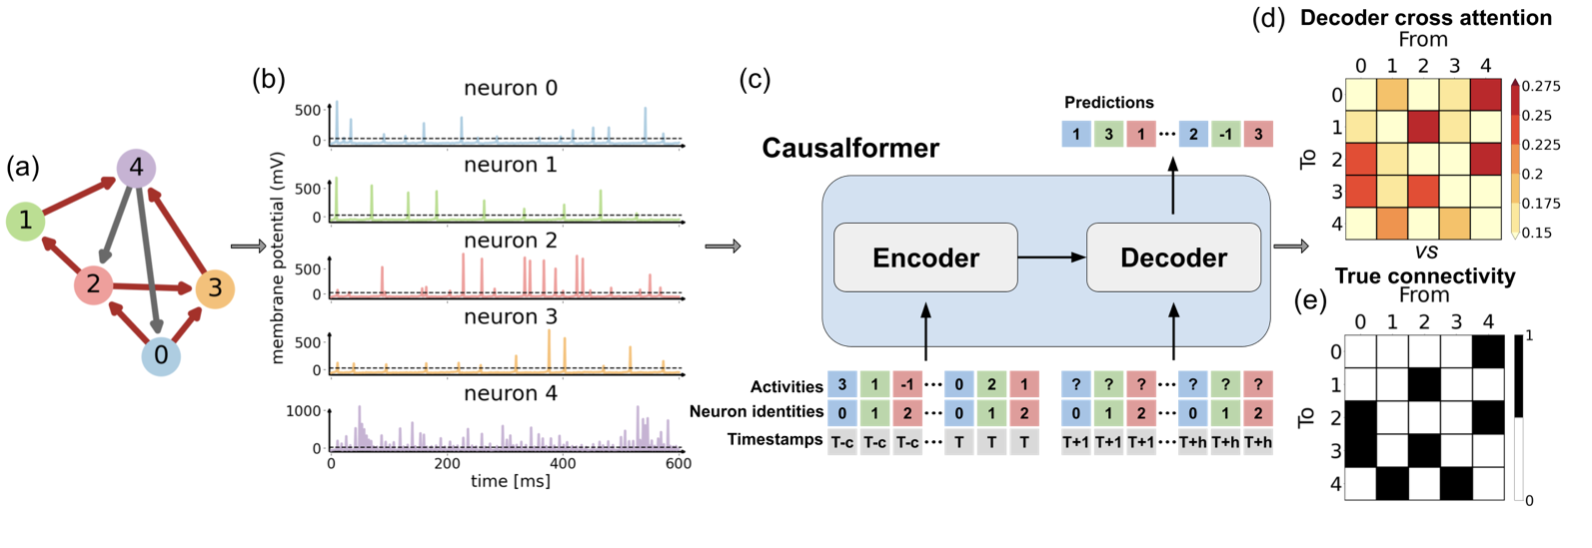 (a)
4
1
2
3
0
(b)
membrane potential (mV)
neuron 0
500
0
neuron 1
500
0
neuron 2
500
0
neuron 3
500
0
neuron 4
1000
0
0 200 400 600
time [ms]
(c)
Causalformer
Predictions
1 3 1 ... 2 -1 3
Encoder
Decoder
Activities 3 1 -1 ... 0 2 1 ? ? ? ... ? ? ?
Neuron identities 0 1 2 ... 0 1 2 0 1 2 ... 0 1 2
Timestamps T-c T-c T-c ... T T T T+1 T+1 T+1 ... T+h T+h T+h
(d) Decoder cross attention
From
0 1 2 3 4
To
0
1
2
3
4
0.275
0.25
0.225
0.2
0.175
0.15
vs
True connectivity
(e) From
0 1 2 3 4
To
0
1
2
3
4
1
0